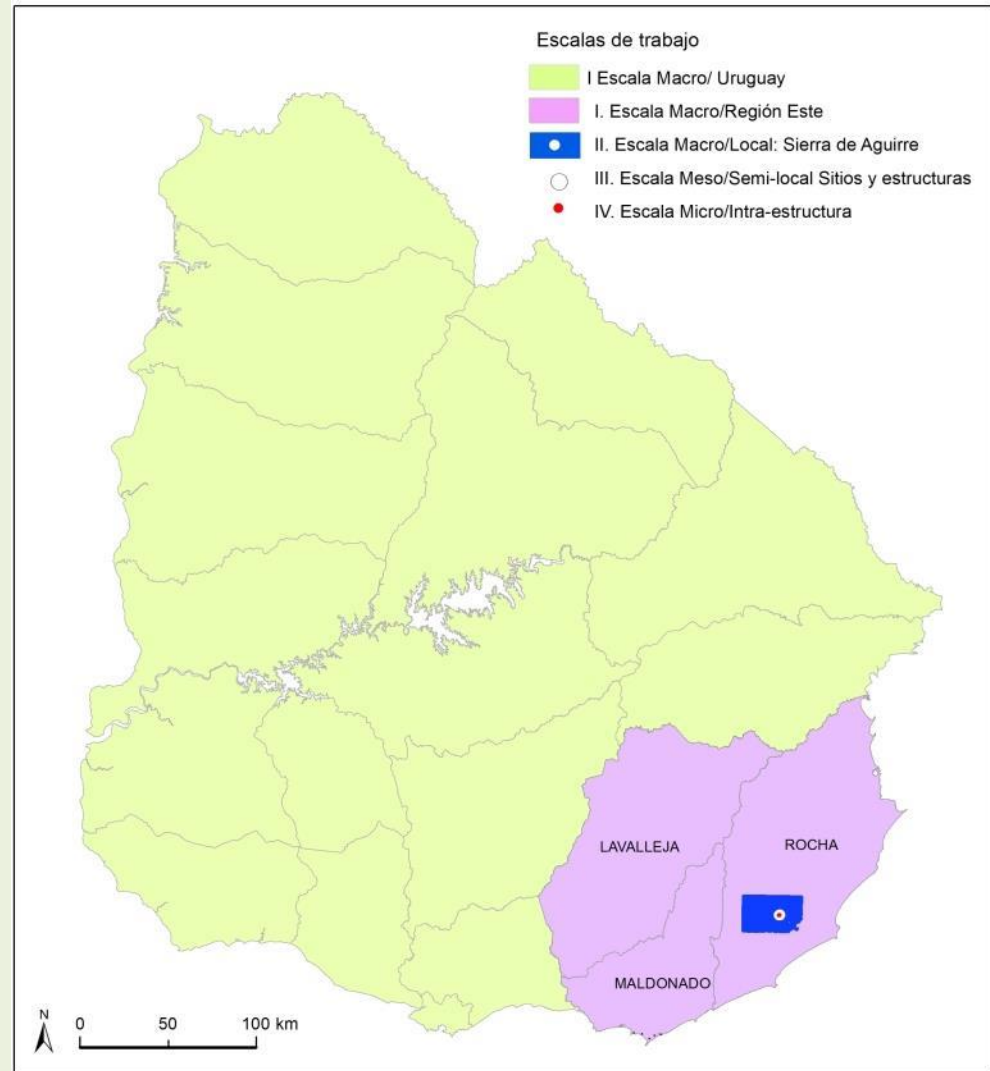 Escalas de trabajo
I Escala Macro/ Uruguay
I. Escala Macro/Región Este
II. Escala Macro/Local: Sierra de Aguirre
III. Escala Meso/Semi-local Sitios y estructuras
IV. Escala Micro/Intra-estructura
LAVALLEJA
ROCHA
MALDONADO
N
0 50 100 km